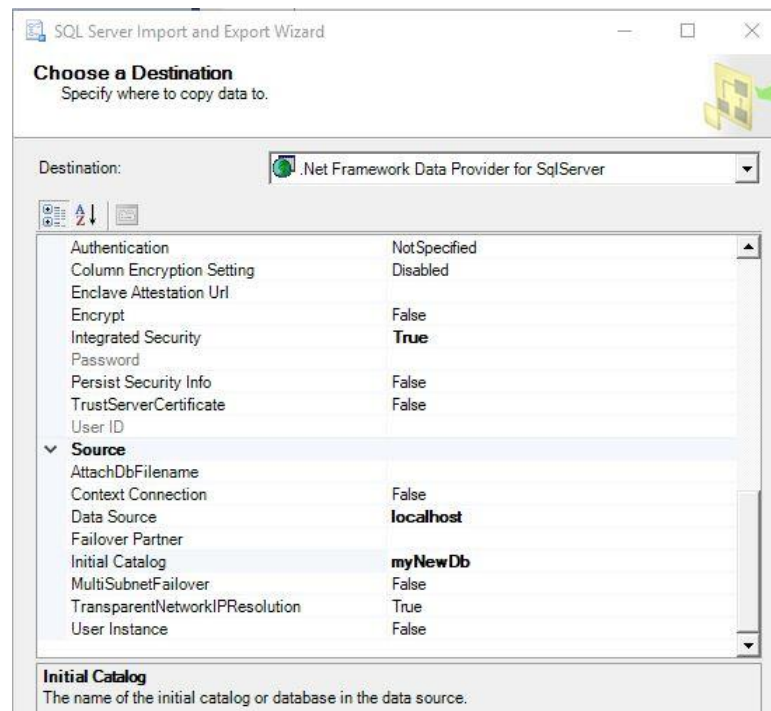 SQL Server Import and Export Wizard
Choose a Destination
Specify where to copy data to.
Destination: .Net Framework Data Provider for SqlServer
Authentication NotSpecified
Column Encryption Setting Disabled
Enclave Attestation Url
Encrypt False
Integrated Security True
Password
Persist Security Info False
TrustServerCertificate False
User ID
Source
AttachDbFilename
Context Connection False
Data Source localhost
Failover Partner
Initial Catalog myNewDb
MultiSubnetFailover False
TransparentNetworkIPResolution True
User Instance False
Initial Catalog
The name of the initial catalog or database in the data source.